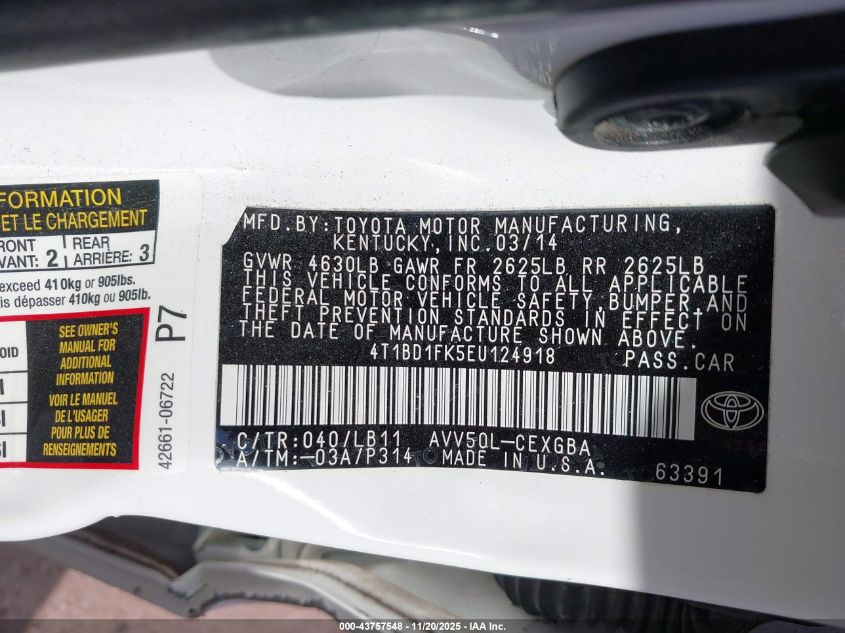 FORMATION
ET LE CHARGEMENT
FRONT
VANT: 2
REAR
ARRIÈRE: 3
exceed 410kg or 905lbs.
is dépasser 410kg ou 905lb.
SEE OWNER'S
MANUAL FOR
ADDITIONAL
INFORMATION
VOIR LE MANUEL
DE L'USAGER
POUR PLUS DE
RENSEIGNEMENTS
OID
42661-06722 P7
MFD. BY: TOYOTA MOTOR MANUFACTURING,
KENTUCKY, INC. 03/14
GVWR 4630LB GAWR FR 2625LB RR 2625LB
THIS VEHICLE CONFORMS TO ALL APPLICABLE
FEDERAL MOTOR VEHICLE SAFETY, BUMPER, AND
THEFT PREVENTION STANDARDS IN EFFECT ON
THE DATE OF MANUFACTURE SHOWN ABOVE.
4T1BD1FK5EU124918 PASS. CAR
C/TR: 040/LB11 AVV50L-CEXGBA
A/TM: -03A/P314 MADE IN U.S.A.
63391
000-43757548 - 11/20/2025 - IAA Inc.